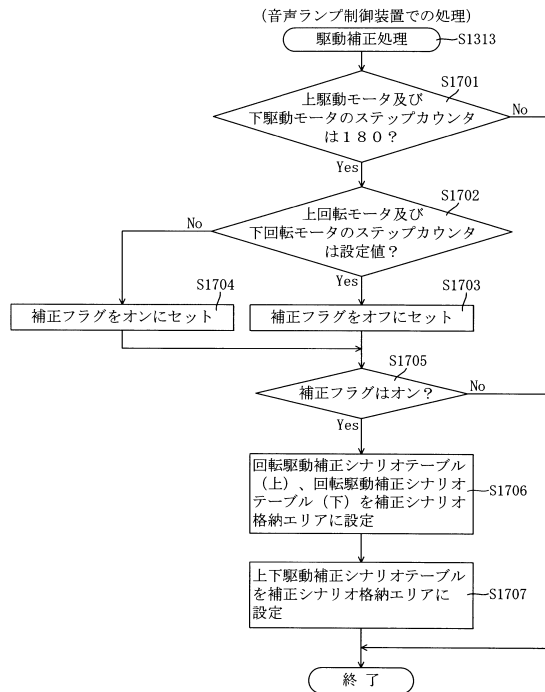 (音声ランプ制御装置での処理)
駆動補正処理
S1313
S1701
上駆動モータ及び
下駆動モータのステップカウンタ
は180?
No
Yes
S1702
上回転モータ及び
下回転モータのステップカウンタ
は設定値?
No
Yes
S1704
補正フラグをオンにセット
S1703
補正フラグをオフにセット
S1705
補正フラグはオン?
No
Yes
回転駆動補正シナリオテーブル
(上)、回転駆動補正シナリオ
テーブル(下)を補正シナリオ
格納エリアに設定
S1706
上下駆動補正シナリオテーブル
を補正シナリオ格納エリアに
設定
S1707
終了